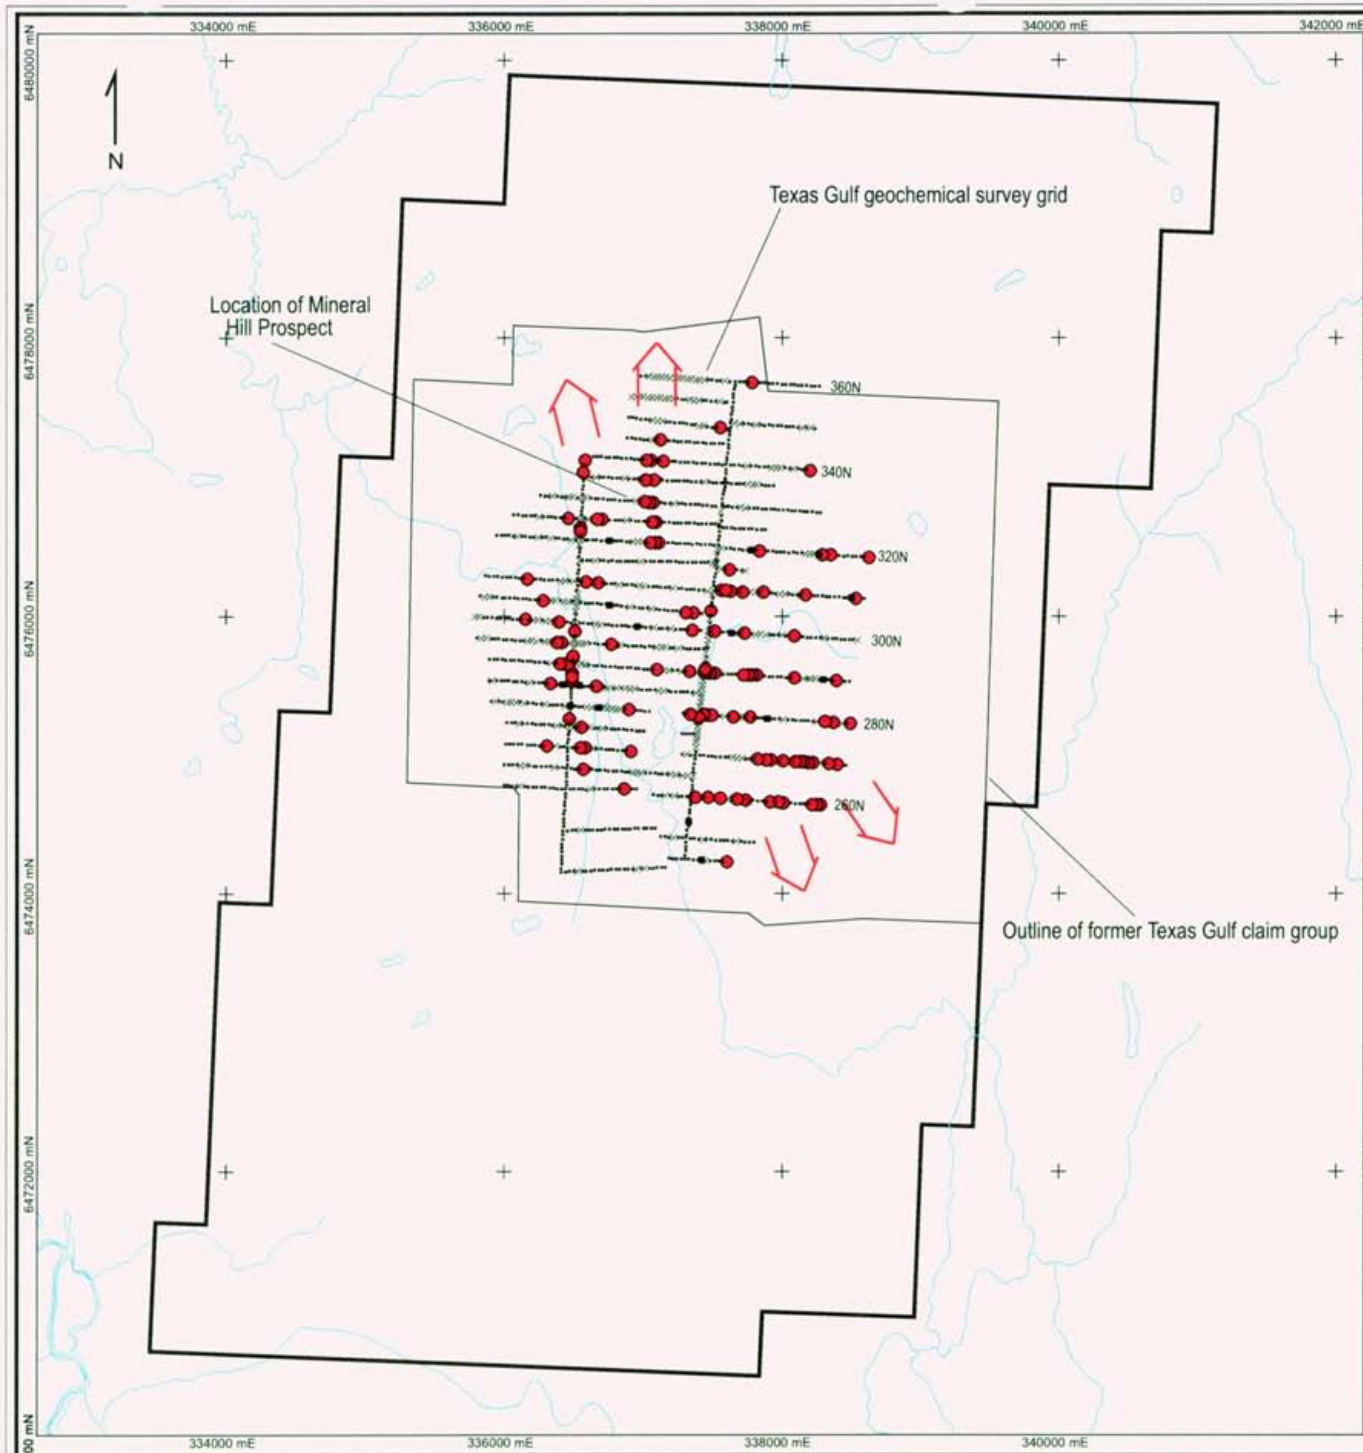 334000 mE
336000 mE
338000 mE
340000 mE
342000 mE
6480000 mN
N
Texas Gulf geochemical survey grid
Location of Mineral
Hill Prospect
6478000 mN
360N
340N
320N
6476000 mN
300N
280N
260N
6474000 mN
Outline of former Texas Gulf claim group
6472000 mN
00 mN
334000 mE
336000 mE
338000 mE
340000 mE